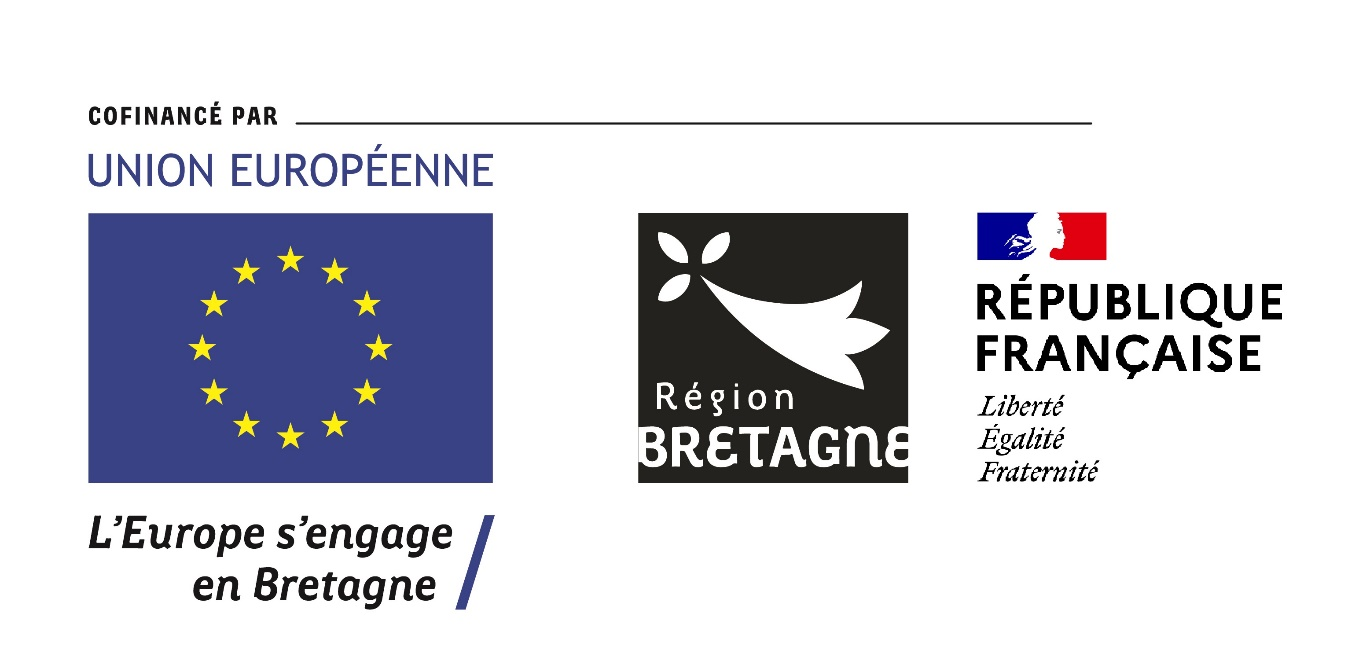 COFINANCÉ PAR
UNION EUROPÉENNE
L’Europe s’engage
en Bretagne
Région
BRETAGNE
RÉPUBLIQUE
FRANÇAISE
Liberté
Égalité
Fraternité